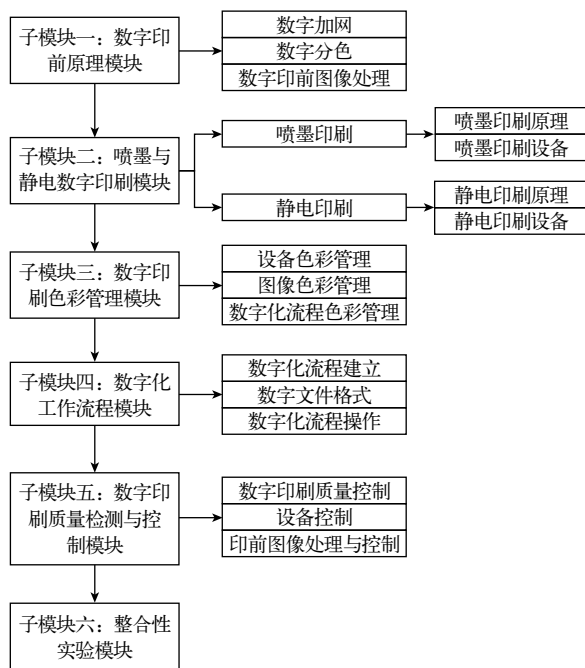 子模块一：数字印
前原理模块
数字加网
数字分色
数字印前图像处理
子模块二：喷墨与
静电数字印刷模块
喷墨印刷
喷墨印刷原理
喷墨印刷设备
静电印刷
静电印刷原理
静电印刷设备
子模块三：数字印
刷色彩管理模块
设备色彩管理
图像色彩管理
数字化流程色彩管理
子模块四：数字化
工作流程模块
数字化流程建立
数字文件格式
数字化流程操作
子模块五：数字印
刷质量检测与控
制模块
数字印刷质量控制
设备控制
印前图像处理与控制
子模块六：整合性
实验模块